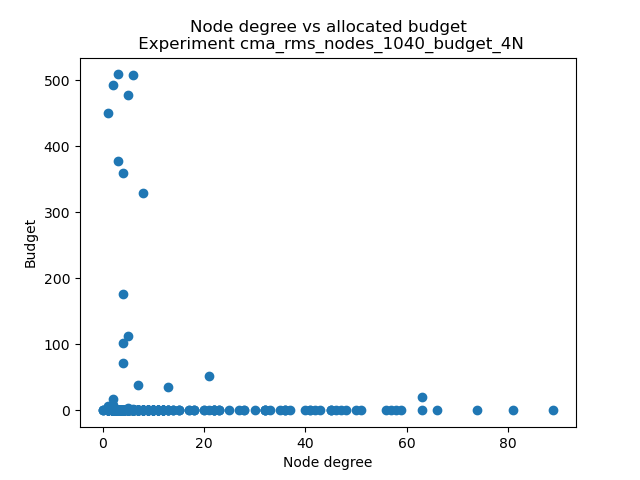 Node degree vs allocated budget
Experiment cma_rms_nodes_1040_budget_4N
500
400
300
200
100
0
Budget
0 20 40 60 80
Node degree